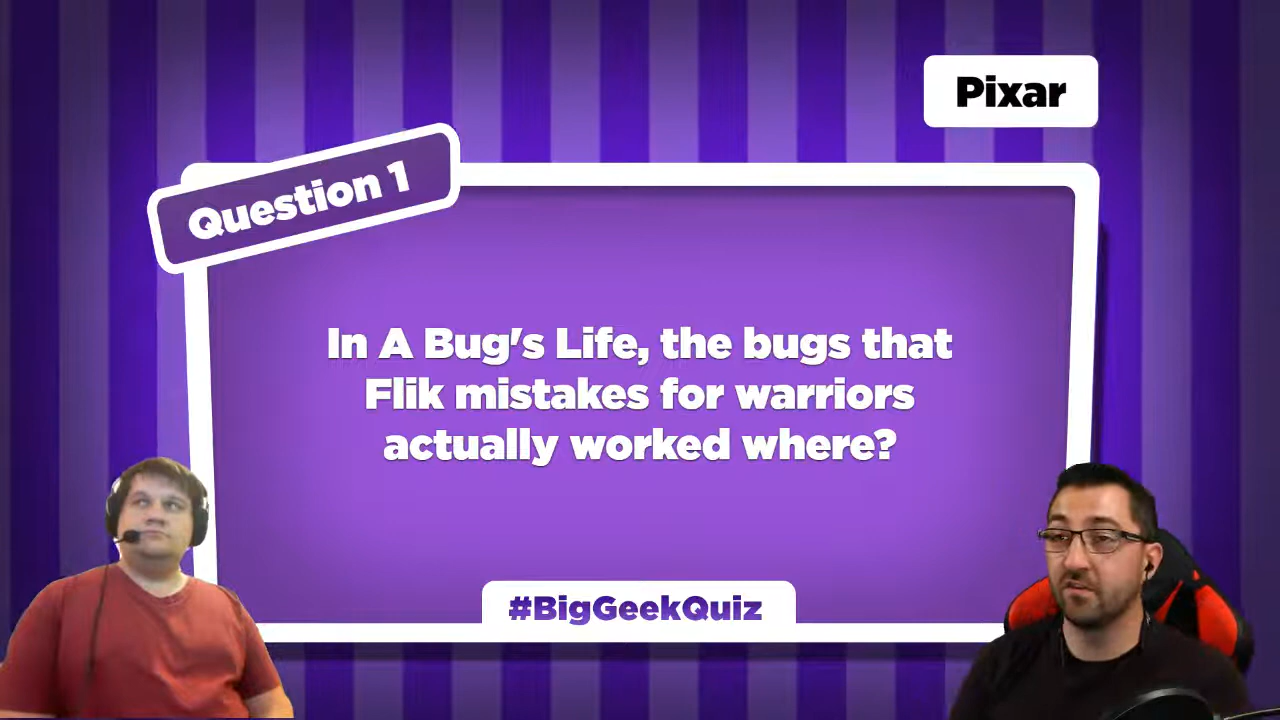 Pixar
Question 1
In A Bug's Life, the bugs that
Flik mistakes for warriors
actually worked where?
#BigGeekQuiz